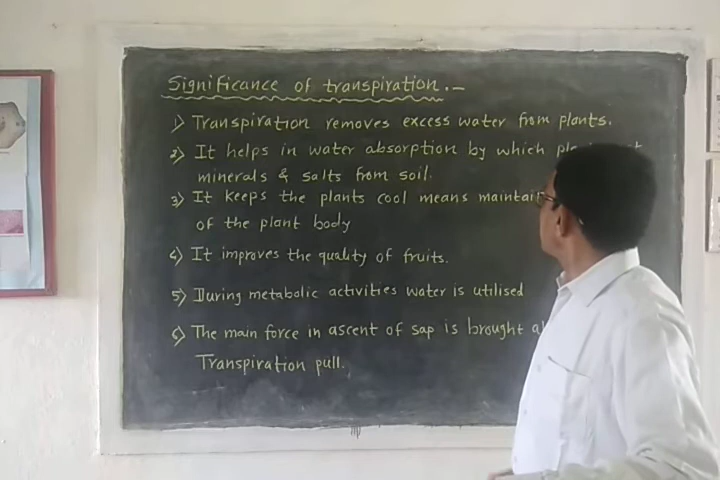 Significance of transpiration.-
1) Transpiration removes excess water from plants.
2) It helps in water absorption by which
minerals & salts from soil.
3) It keeps the plants cool means
of the plant body
4) It improves the quality of fruits.
5) During metabolic activities water is utilised
6) The main force in ascent of sap is brought
Transpiration pull.